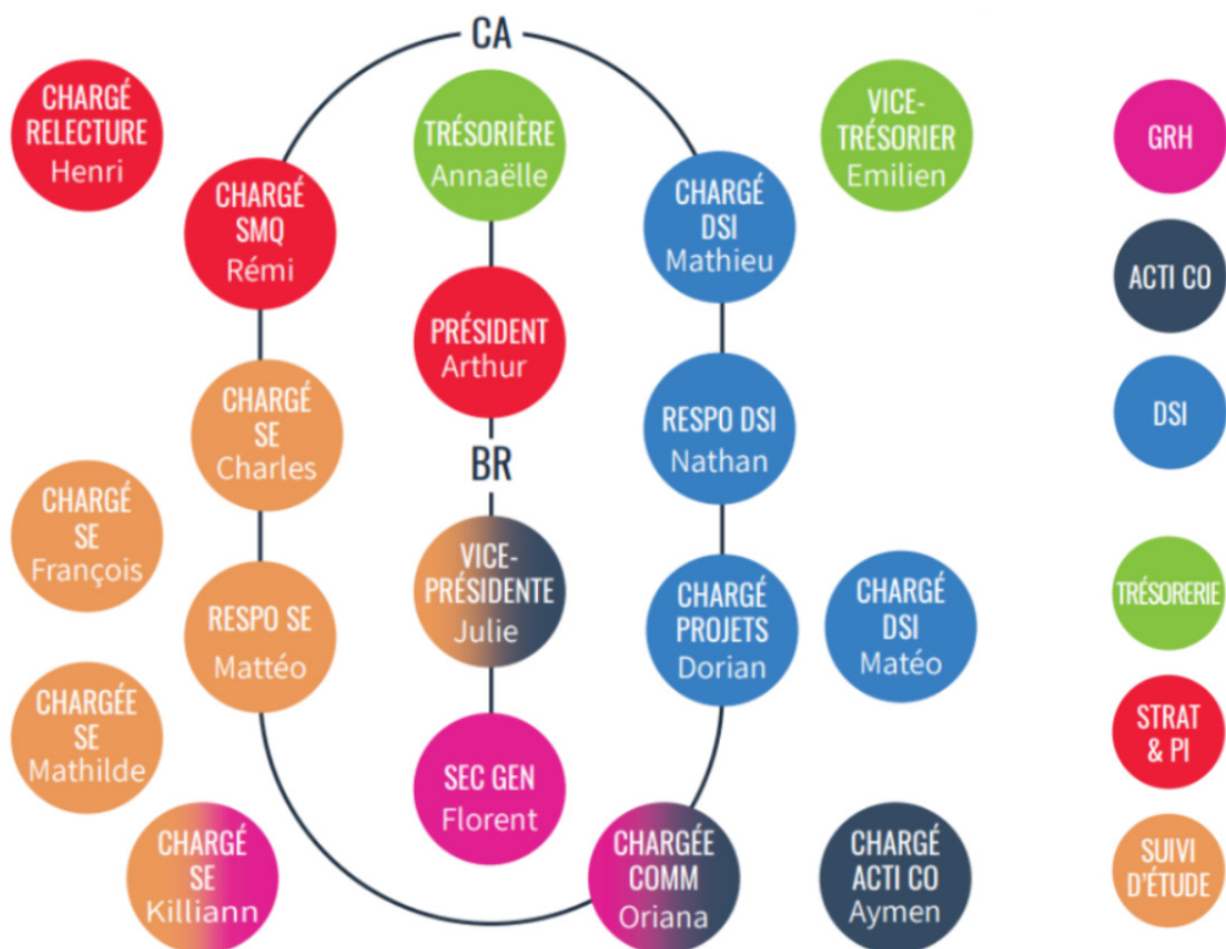 CA
CHARGÉ
RELECTURE
Henri
TRÉSORIÈRE
Annaëlle
VICE-
TRÉSORIER
Emilien
GRH
CHARGÉ
SMQ
Rémi
CHARGÉ
DSI
Mathieu
ACTI CO
PRÉSIDENT
Arthur
CHARGÉ
SE
Charles
RESPO DSI
Nathan
DSI
BR
CHARGÉ
SE
François
VICE-
PRÉSIDENTE
Julie
RESPO SE
Mattéo
CHARGÉ
PROJETS
Dorian
CHARGÉ
DSI
Matéo
TRÉSORERIE
CHARGÉE
SE
Mathilde
SEC GEN
Florent
STRAT
& PI
CHARGÉ
SE
Killiann
CHARGÉE
COMM
Oriana
CHARGÉ
ACTI CO
Aymen
SUIVI
D'ÉTUDE